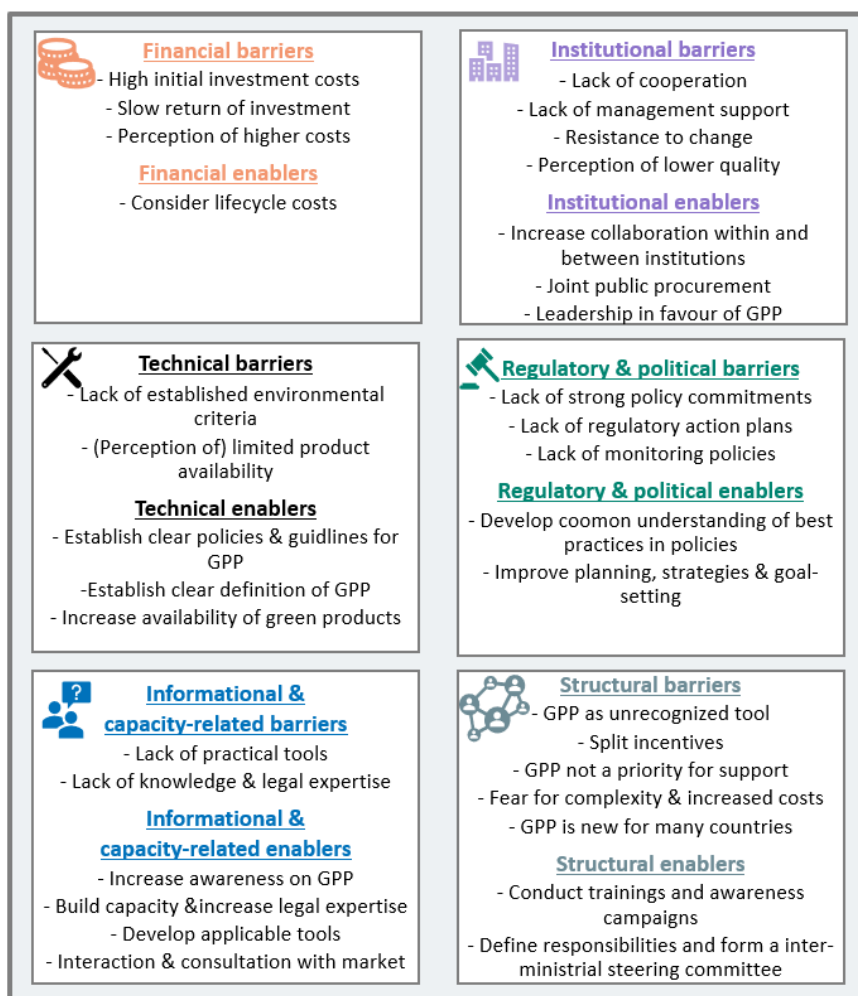 Financial barriers
- High initial investment costs
- Slow return of investment
- Perception of higher costs
Financial enablers
- Consider lifecycle costs
Institutional barriers
- Lack of cooperation
- Lack of management support
- Resistance to change
- Perception of lower quality
Institutional enablers
- Increase collaboration within and
between institutions
- Joint public procurement
- Leadership in favour of GPP
Technical barriers
- Lack of established environmental
criteria
- (Perception of) limited product
availability
Technical enablers
- Establish clear policies & guidlines for
GPP
-Establish clear definition of GPP
- Increase availability of green products
Regulatory & political barriers
- Lack of strong policy commitments
- Lack of regulatory action plans
- Lack of monitoring policies
Regulatory & political enablers
- Develop coomon understanding of best
practices in policies
- Improve planning, strategies & goal-
setting
?
Informational &
capacity-related barriers
- Lack of practical tools
- Lack of knowledge & legal expertise
Informational &
capacity-related enablers
- Increase awareness on GPP
- Build capacity &increase legal expertise
- Develop applicable tools
- Interaction & consultation with market
Structural barriers
- GPP as unrecognized tool
- Split incentives
- GPP not a priority for support
- Fear for complexity & increased costs
- GPP is new for many countries
Structural enablers
- Conduct trainings and awareness
campaigns
- Define responsibilities and form a inter-
ministrial steering committee